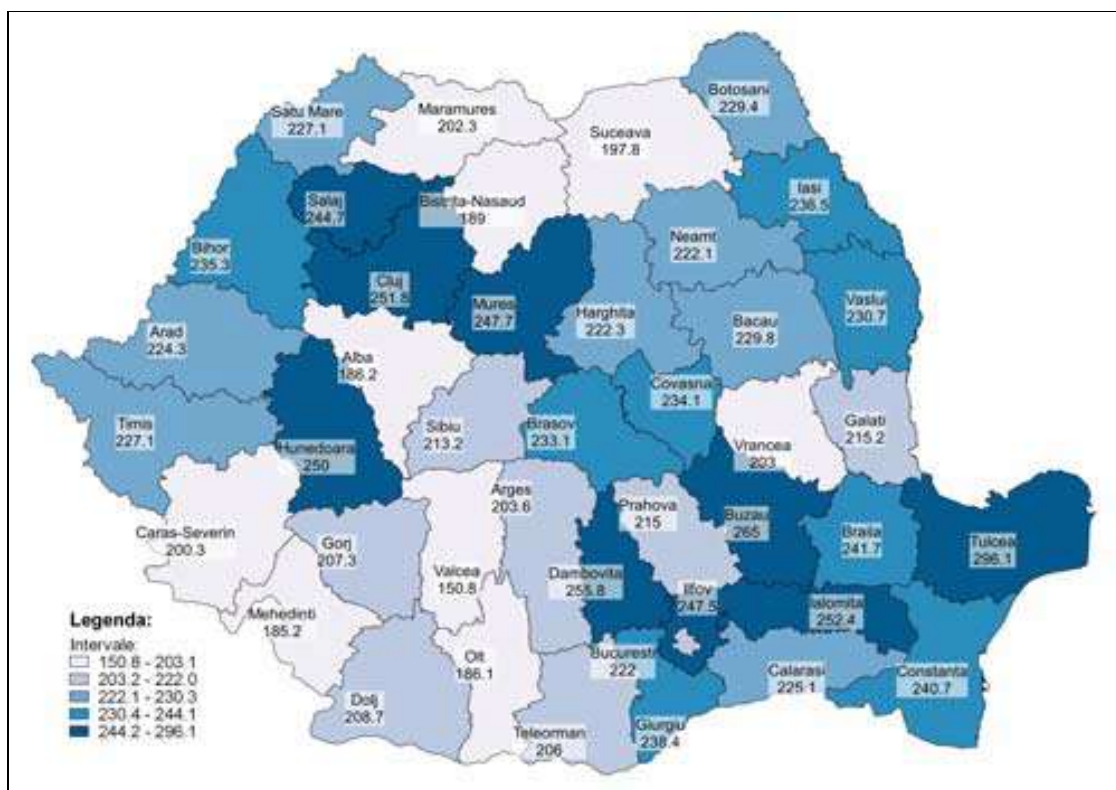 Botosani
229.4
Satu Mare
227.1
Maramures
202.3
Suceava
197.8
Iasi
236.5
Salaj
244.7
Bistrita-Nasaud
189
Neamt
222.1
Bihor
235.3
Cluj
251.8
Mures
247.7
Harghita
222.3
Bacau
229.8
Vaslui
230.7
Arad
224.3
Alba
186.2
Covasna
234.1
Timis
227.1
Hunedoara
250
Sibiu
213.2
Brasov
233.1
Vrancea
203
Galati
215.2
Arges
203.6
Prahova
215
Buzau
265
Braila
241.7
Tulcea
296.1
Caras-Severin
200.3
Gorj
207.3
Valcea
150.8
Dambovita
255.8
Ilfov
247.5
Ialomita
252.4
Mehedinti
185.2
Olt
186.1
Bucuresti
222
Calarasi
225.1
Constanta
240.7
Dolj
208.7
Teleorman
206
Giurgiu
238.4
Legenda:
Intervale:
150.8 - 203.1
203.2 - 222.0
222.1 - 230.3
230.4 - 244.1
244.2 - 296.1